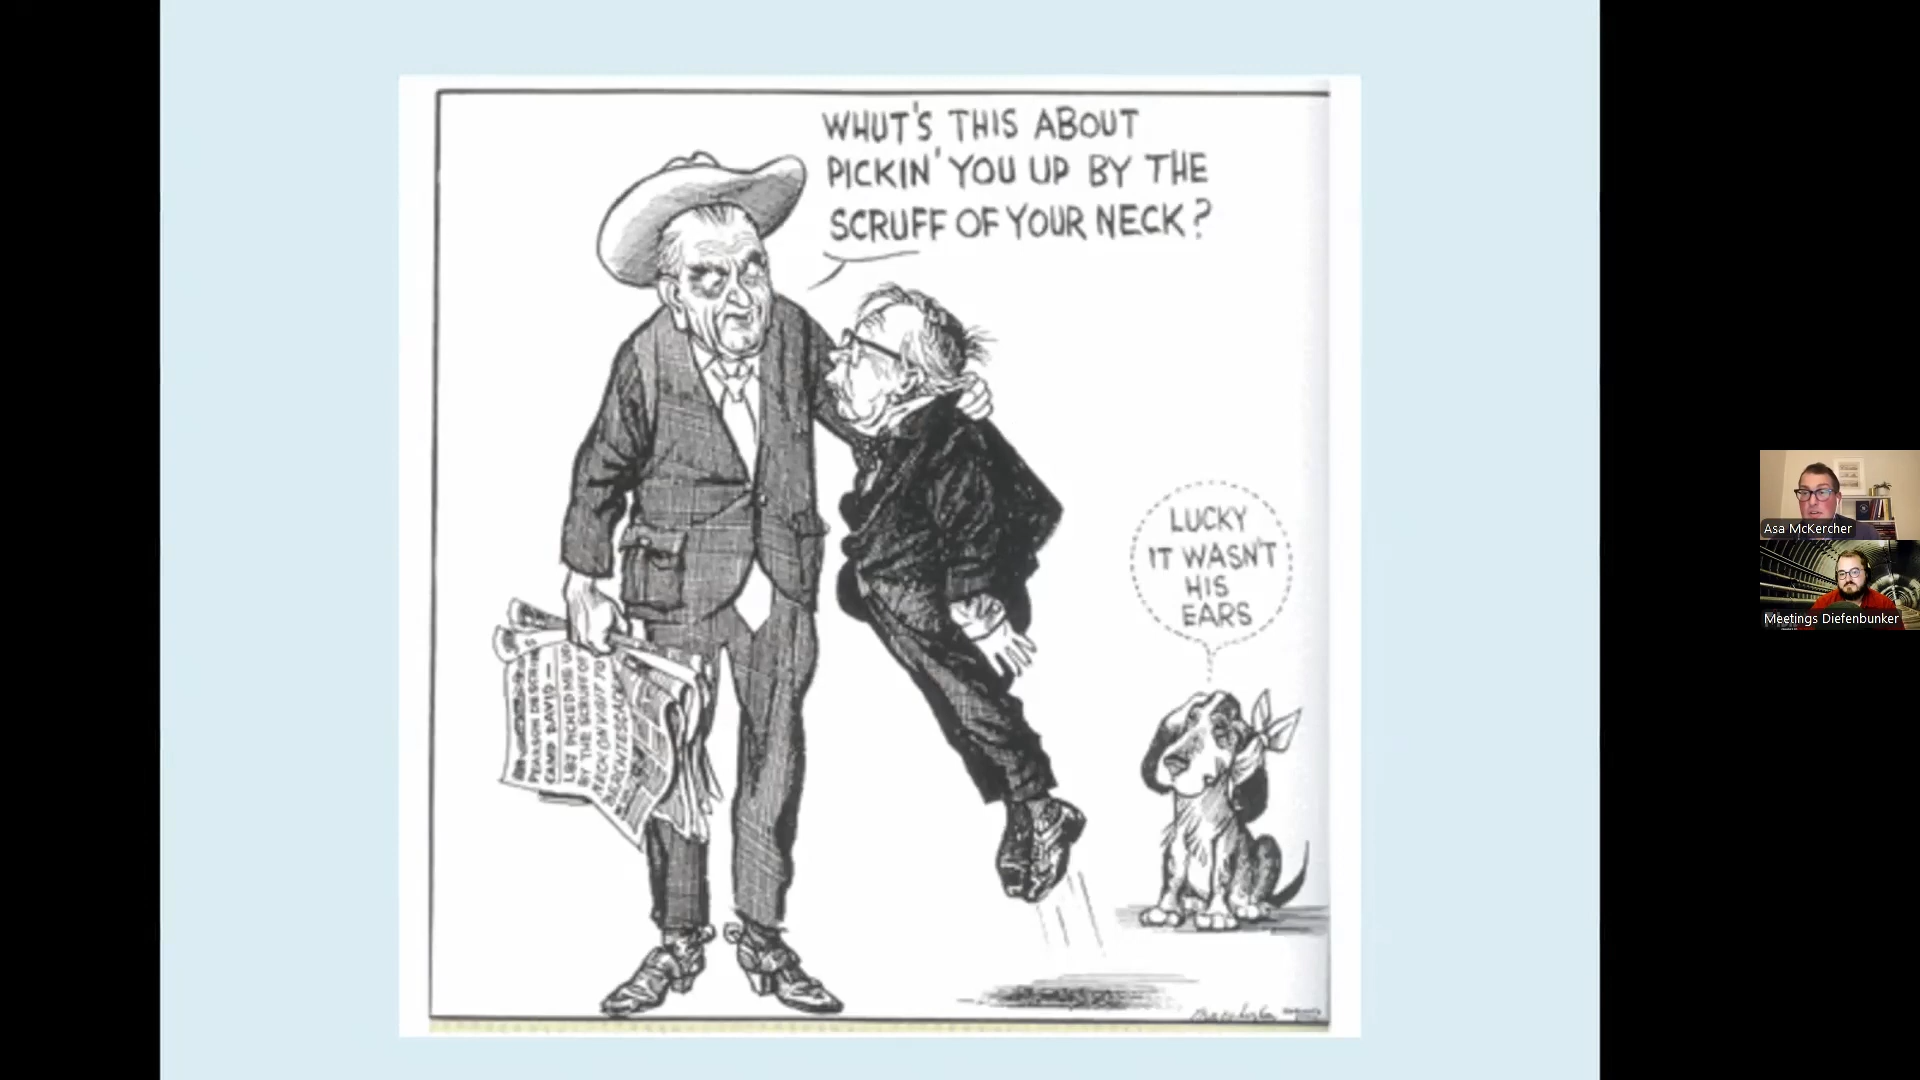 WHUT'S THIS ABOUT
PICKIN' YOU UP BY THE
SCRUFF OF YOUR NECK?
LUCKY
IT WASN'T
HIS
EARS
PEARSON DESCRIBES
CAMP DAVID —
LBJ PICKED ME UP
BY THE SCRUFF OF
NECK ON VISIT TO
Asa McKercher
Meetings Diefenbunker